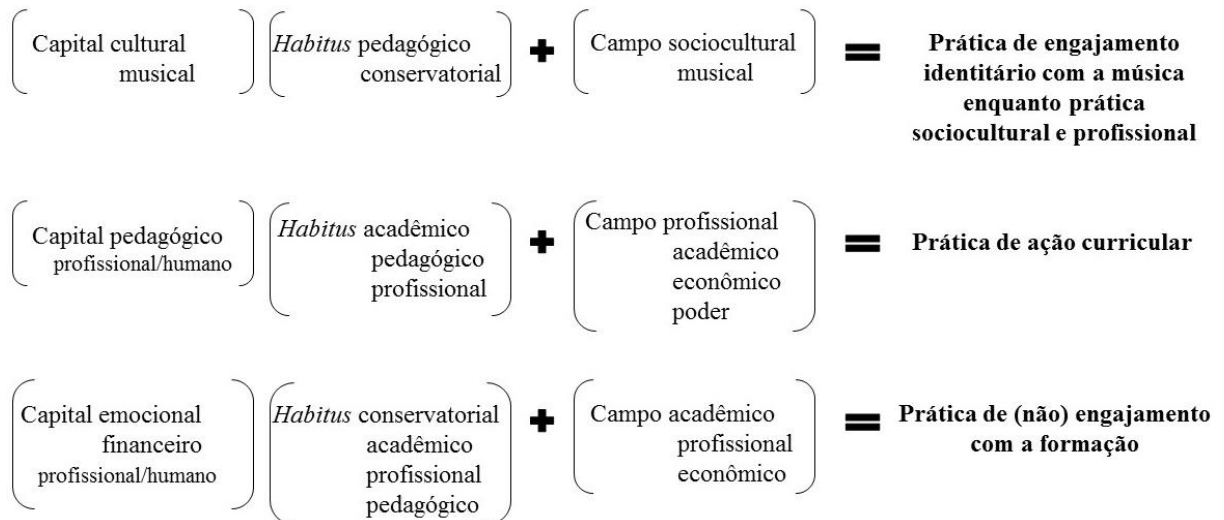 Capital cultural
musical
Habitus pedagógico
conservatorial
+
Campo sociocultural
musical
=
Prática de engajamento
identitário com a música
enquanto prática
sociocultural e profissional
Capital pedagógico
profissional/humano
Habitus acadêmico
pedagógico
profissional
+
Campo profissional
acadêmico
econômico
poder
=
Prática de ação curricular
Capital emocional
financeiro
profissional/humano
Habitus conservatorial
acadêmico
profissional
pedagógico
+
Campo acadêmico
profissional
econômico
=
Prática de (não) engajamento
com a formação